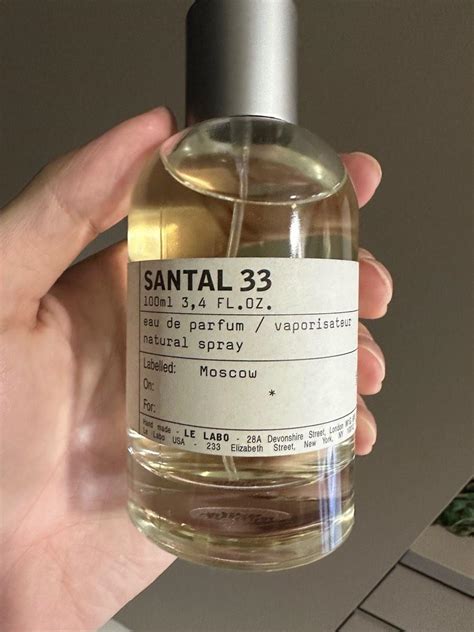 SANTAL 33
100ml 3,4 FL.OZ.
eau de parfum / vaporisateur
natural spray
Labelled: Moscow
On: *
For:
Hand made - LE LABO - 28A Devonshire Street, London
Le Labo USA - 233 Elizabeth Street, New York, NY